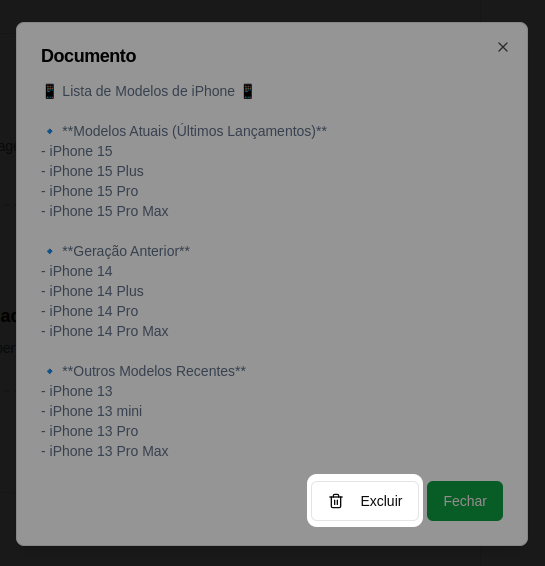 Documento
📱 Lista de Modelos de iPhone 📱
🔹 **Modelos Atuais (Últimos Lançamentos)**
- iPhone 15
- iPhone 15 Plus
- iPhone 15 Pro
- iPhone 15 Pro Max
🔹 **Geração Anterior**
- iPhone 14
- iPhone 14 Plus
- iPhone 14 Pro
- iPhone 14 Pro Max
🔹 **Outros Modelos Recentes**
- iPhone 13
- iPhone 13 mini
- iPhone 13 Pro
- iPhone 13 Pro Max
Excluir
Fechar